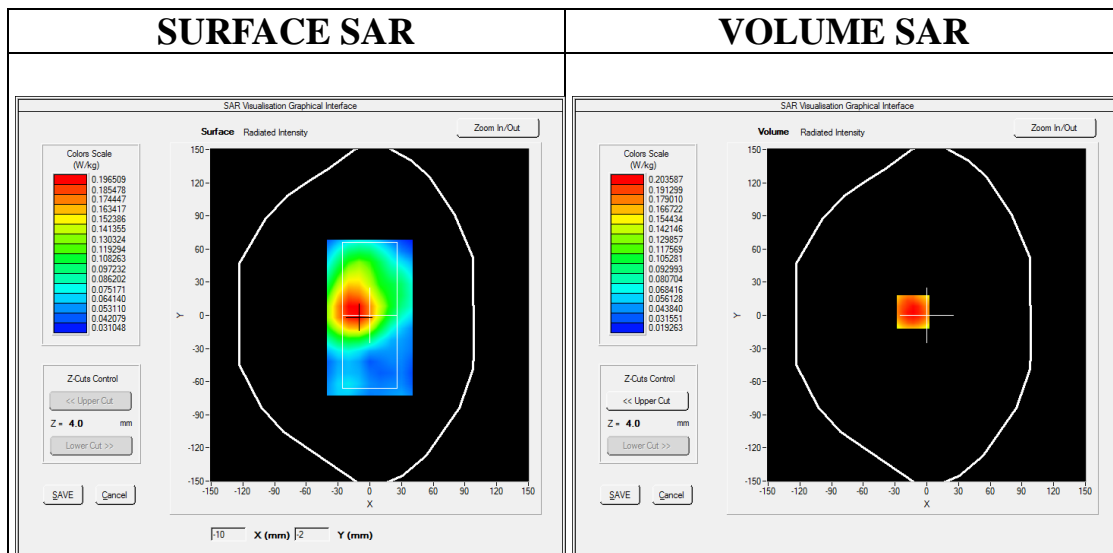 SURFACE SAR
VOLUME SAR
SAR Visualisation Graphical Interface
Surface Radiated Intensity
Zoom In/Out
Colors Scale
(W/kg)
0.196509
0.185478
0.174447
0.163417
0.152386
0.141355
0.130324
0.119294
0.108263
0.097232
0.086202
0.075171
0.064140
0.053110
0.042079
0.031048
Z-Cuts Control
<< Upper Cut
Z = 4.0 mm
Lower Cut >>
SAVE Cancel
150
120
90
60
30
0
-30
-60
-90
-120
-150
Y
-150 -120 -90 -60 -30 0 30 60 90 120 150
X
-10 X (mm) -2 Y (mm)
SAR Visualisation Graphical Interface
Volume Radiated Intensity
Zoom In/Out
Colors Scale
(W/kg)
0.203587
0.191299
0.179010
0.166722
0.154434
0.142146
0.129857
0.117569
0.105281
0.092993
0.080704
0.068416
0.056128
0.043840
0.031551
0.019263
Z-Cuts Control
<< Upper Cut
Z = 4.0 mm
Lower Cut >>
SAVE Cancel
150
120
90
60
30
0
-30
-60
-90
-120
-150
Y
-150 -120 -90 -60 -30 0 30 60 90 120 150
X